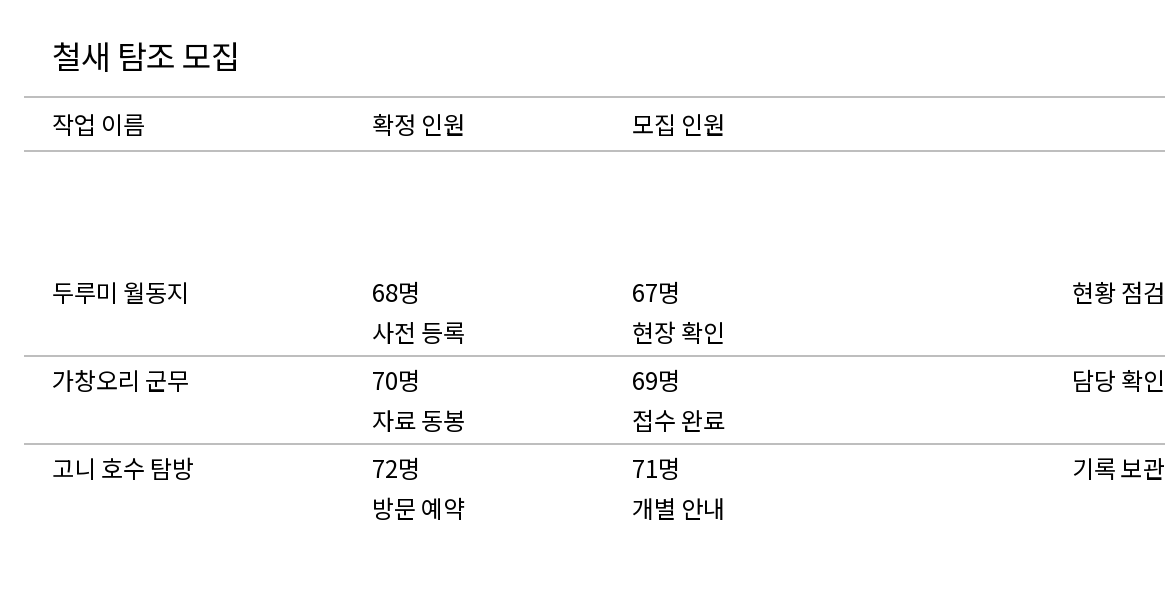 철새 탐조 모집
작업 이름 확정 인원 모집 인원
두루미 월동지 68명 67명 현황 점검
사전 등록 현장 확인
가창오리 군무 70명 69명 담당 확인
자료 동봉 접수 완료
고니 호수 탐방 72명 71명 기록 보관
방문 예약 개별 안내